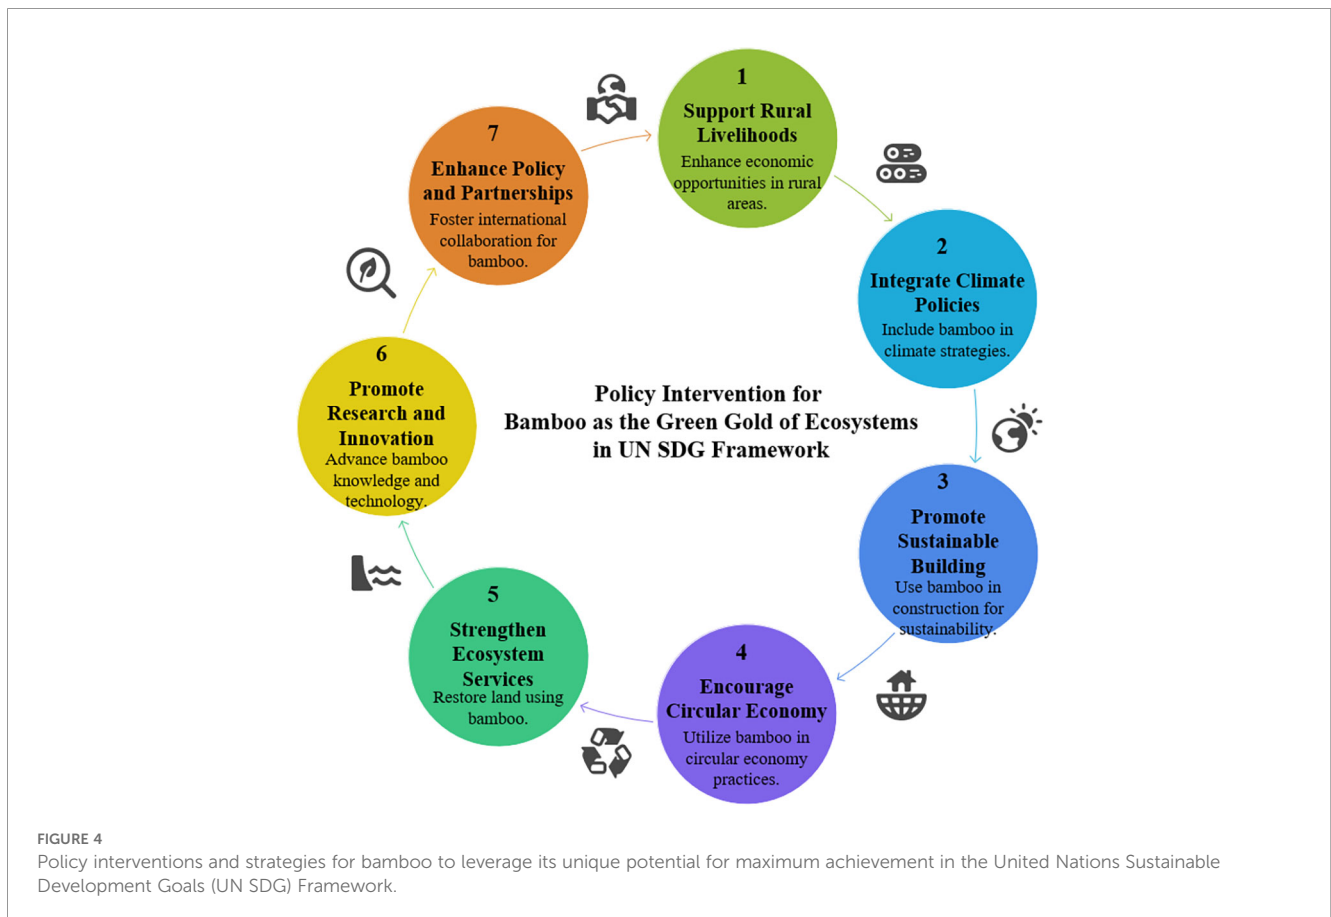 1
Support Rural
Livelihoods
Enhance economic
opportunities in rural
areas.
2
Integrate Climate
Policies
Include bamboo in
climate strategies.
3
Promote
Sustainable
Building
Use bamboo in
construction for
sustainability.
4
Encourage
Circular Economy
Utilize bamboo in
circular economy
practices.
5
Strengthen
Ecosystem
Services
Restore land using
bamboo.
6
Promote
Research and
Innovation
Advance bamboo
knowledge and
technology.
7
Enhance Policy
and Partnerships
Foster international
collaboration for
bamboo.
Policy Intervention for
Bamboo as the Green Gold of Ecosystems
in UN SDG Framework
FIGURE 4
Policy interventions and strategies for bamboo to leverage its unique potential for maximum achievement in the United Nations Sustainable
Development Goals (UN SDG) Framework.